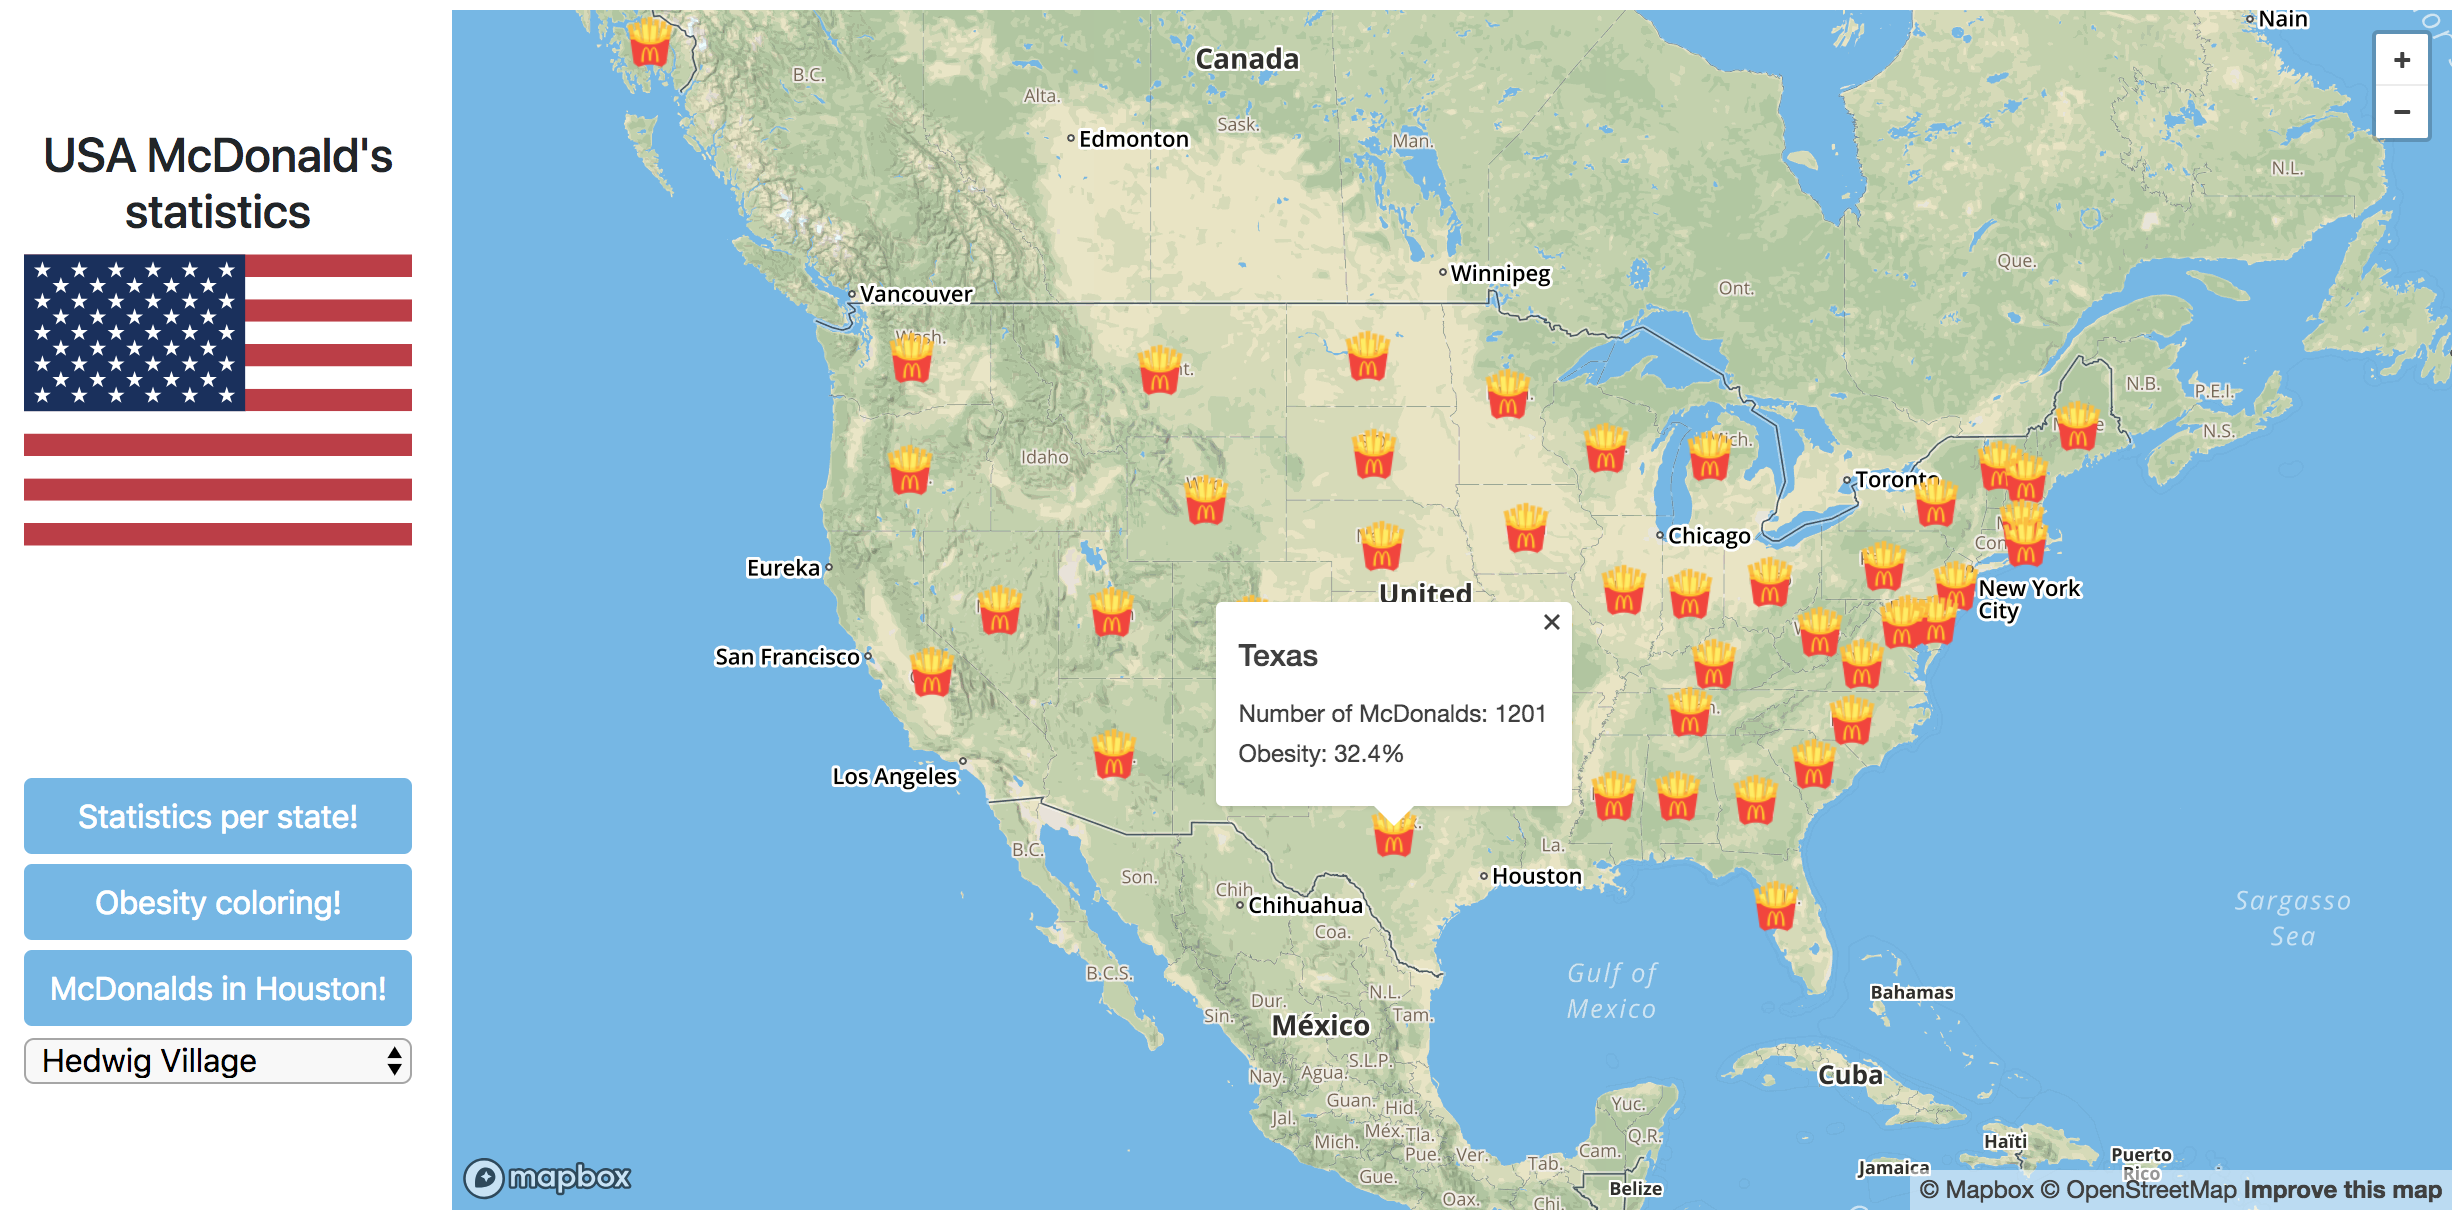 USA McDonald's
statistics
Statistics per state!
Obesity coloring!
McDonalds in Houston!
Hedwig Village
Nain
+
−
Canada
B.C.
Alta.
Sask.
Man.
Edmonton
N.L.
Que.
Ont.
Winnipeg
Vancouver
Wash.
N.B.
P.E.I.
N.S.
Idaho
Toronto
Chicago
Eureka
New York
City
United
San Francisco
Los Angeles
Texas
Number of McDonalds: 1201
Obesity: 32.4%
La.
Houston
B.C.
Son.
Chih.
Chihuahua
Coa.
B.C.S.
Gulf of
Mexico
Sargasso
Sea
Bahamas
Dur.
N.L.
Sin.
México
Tam.
S.L.P.
Nay.
Agua.
Cuba
Guan.
Hid.
Jal.
Yuc.
Mich.
Méx.
Tla.
Q.R.
Pue.
Ver.
Cam.
Haïti
Tab.
Puerto
Rico
Jamaica
Gue.
Oax.
Chi.
Belize
mapbox
© Mapbox © OpenStreetMap Improve this map